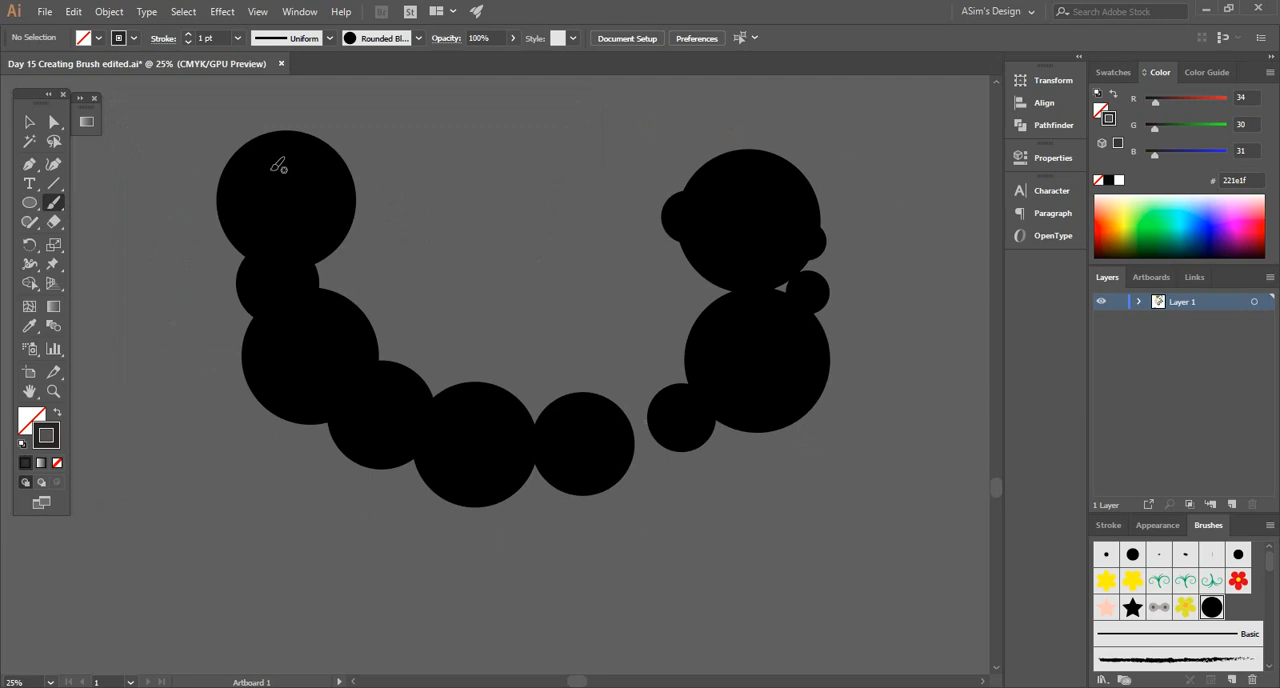 Ai File Edit Object Type Select Effect View Window Help Br St ASim's Design Search Adobe Stock
No Selection Stroke: 1 pt Uniform Rounded Bl... Opacity: 100% Style: Document Setup Preferences
Day 15 Creating Brush edited.ai* @ 25% (CMYK/GPU Preview)
Transform
Align
Pathfinder
Properties
Character
Paragraph
OpenType
Swatches Color Color Guide
R 34
G 30
B 31
# 221e1f
Layers Artboards Links
Layer 1
1 Layer
Stroke Appearance Brushes
Basic
25% 1 Artboard 1